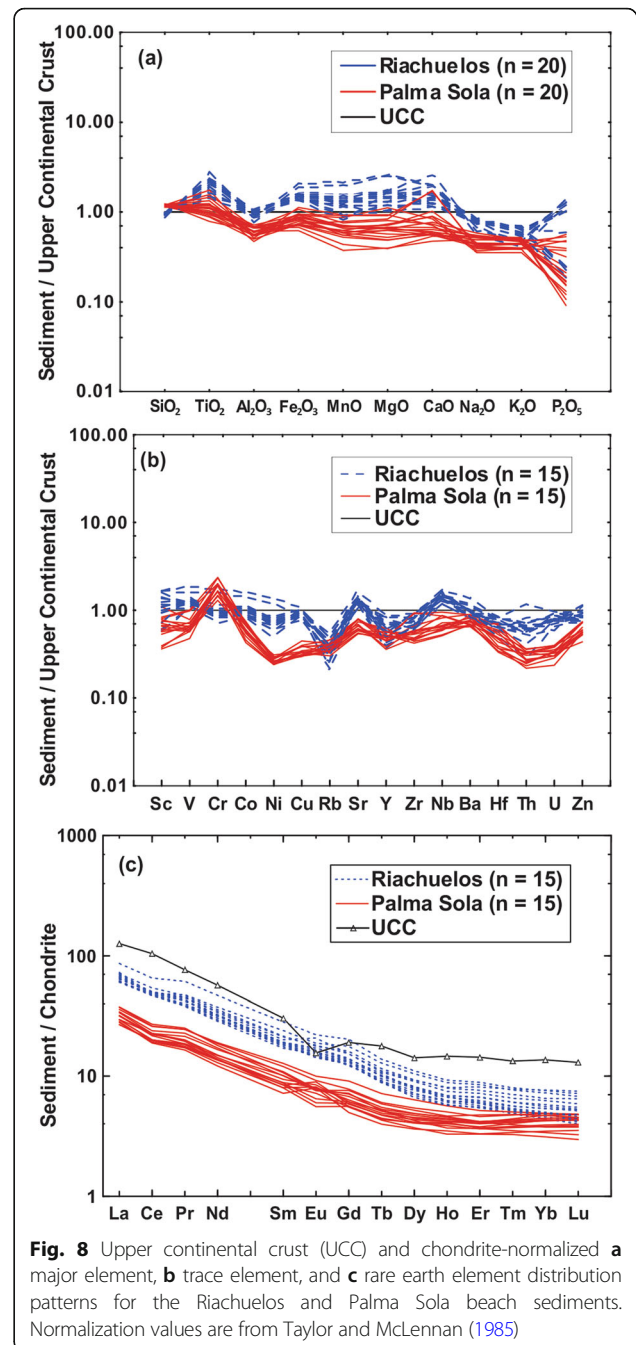 100.00
(a)
Riachuelos (n = 20)
Palma Sola (n = 20)
UCC
10.00
1.00
0.10
0.01
Sediment / Upper Continental Crust
SiO₂ TiO₂ Al₂O₃ Fe₂O₃ MnO MgO CaO Na₂O K₂O P₂O₅
100.00
(b)
Riachuelos (n = 15)
Palma Sola (n = 15)
UCC
10.00
1.00
0.10
0.01
Sediment / Upper Continental Crust
Sc V Cr Co Ni Cu Rb Sr Y Zr Nb Ba Hf Th U Zn
1000
(c)
Riachuelos (n = 15)
Palma Sola (n = 15)
UCC
100
10
1
Sediment / Chondrite
La Ce Pr Nd Sm Eu Gd Tb Dy Ho Er Tm Yb Lu
Fig. 8 Upper continental crust (UCC) and chondrite-normalized a
major element, b trace element, and c rare earth element distribution
patterns for the Riachuelos and Palma Sola beach sediments.
Normalization values are from Taylor and McLennan (1985)